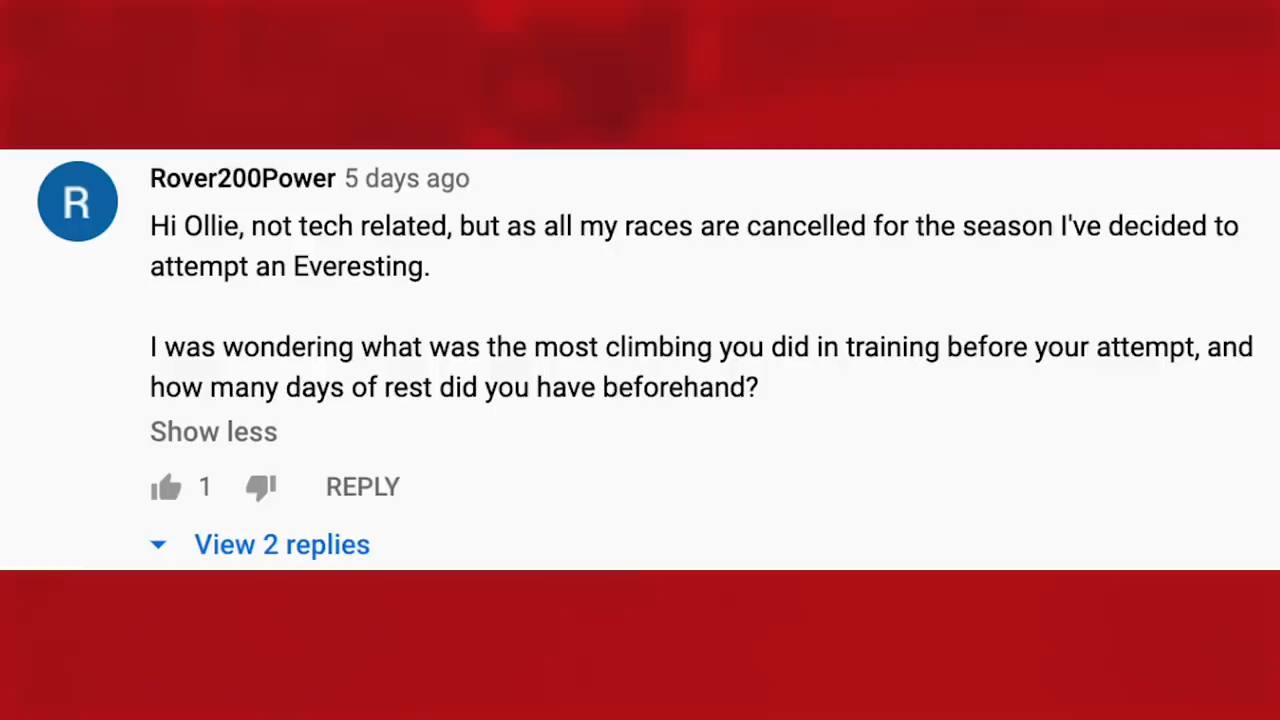 R
Rover200Power 5 days ago
Hi Ollie, not tech related, but as all my races are cancelled for the season I've decided to
attempt an Everesting.
I was wondering what was the most climbing you did in training before your attempt, and
how many days of rest did you have beforehand?
Show less
1 REPLY
View 2 replies